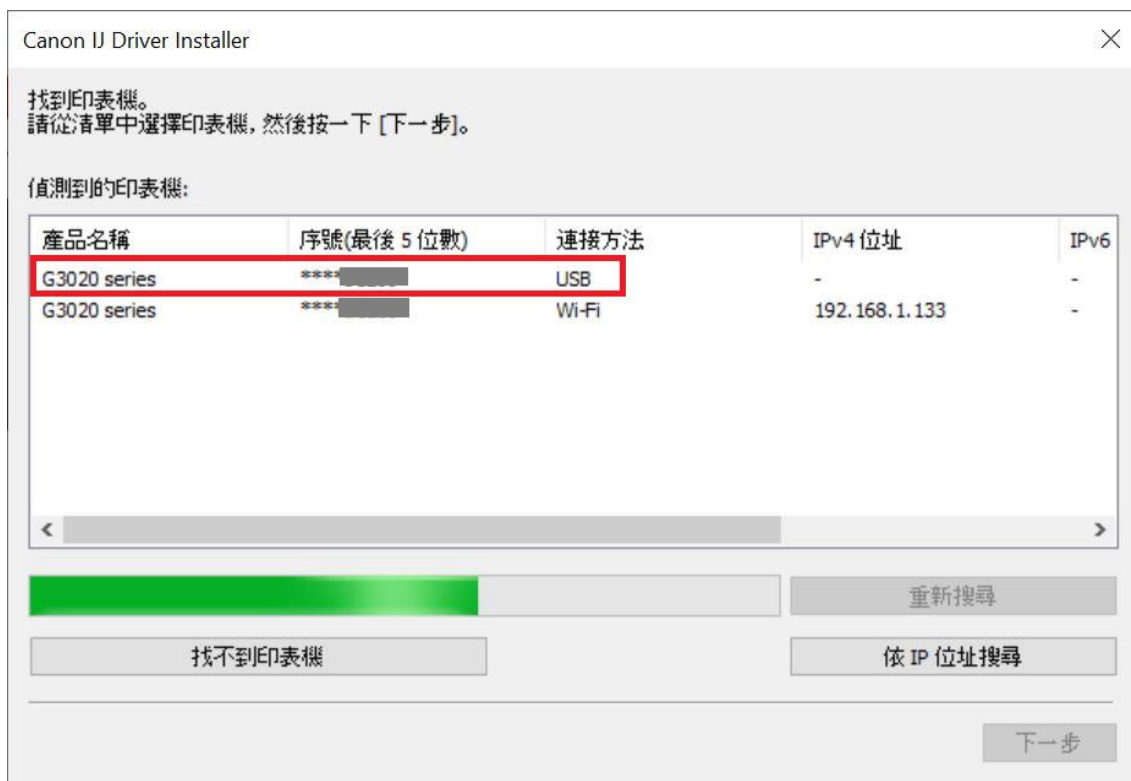 Canon IJ Driver Installer
找到印表機。
請從清單中選擇印表機, 然後按一下 [下一步]。
偵測到的印表機:
產品名稱 序號(最後 5 位數) 連接方法 IPv4 位址 IPv6
G3020 series **** USB - -
G3020 series **** Wi-Fi 192.168.1.133 -
重新搜尋
找不到印表機 依 IP 位址搜尋
下一步